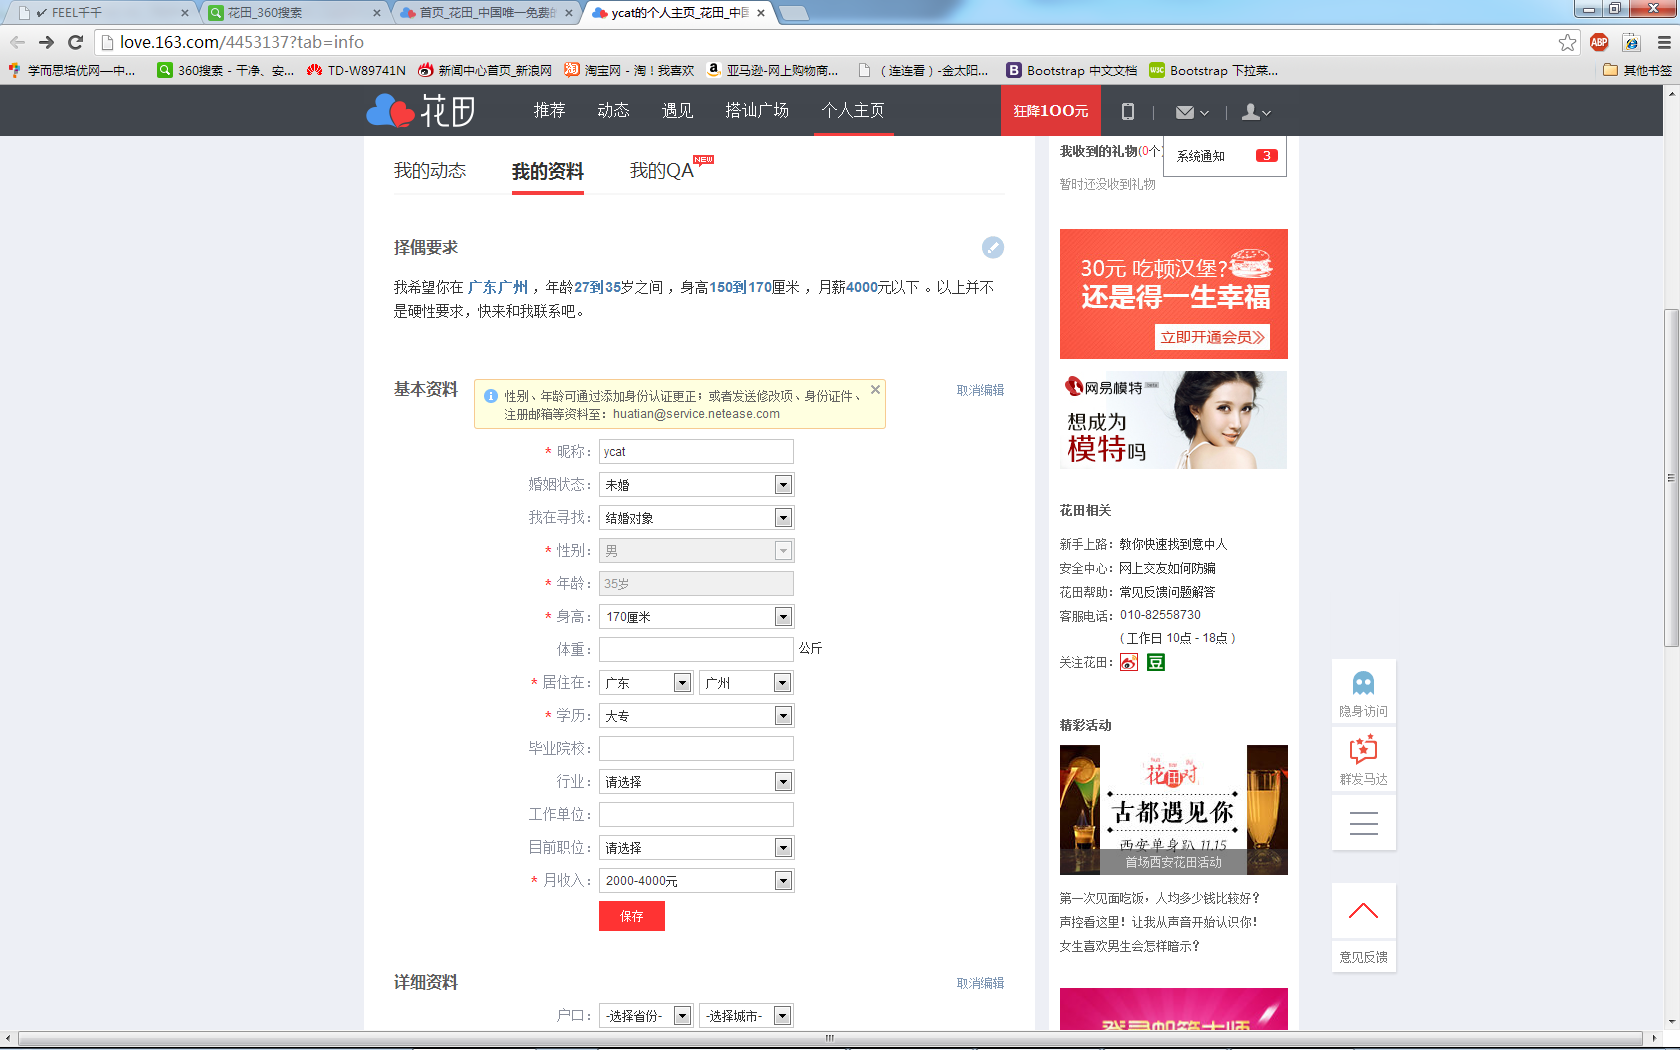 FEEL千千
花田_360搜索
首页_花田_中国唯一免费的
ycat的个人主页_花田_中国
love.163.com/4453137?tab=info
ABP
学而思培优网—中...
360搜索 - 干净、安...
TD-W89741N
新闻中心首页_新浪网
淘宝网 - 淘！我喜欢
亚马逊-网上购物商...
（连连看）-金太阳...
Bootstrap 中文文档
Bootstrap 下拉菜...
其他书签
花田
推荐
动态
遇见
搭讪广场
个人主页
狂降100元
我的动态
我的资料
我的QA
NEW
我收到的礼物(0个)
系统通知
3
暂时还没收到礼物
择偶要求
我希望你在 广东广州 ，年龄27到35岁之间 ，身高150到170厘米 ，月薪4000元以下 。以上并不
是硬性要求，快来和我联系吧。
30元 吃顿汉堡?
还是得一生幸福
立即开通会员
网易模特
想成为
模特吗
基本资料
性别、年龄可通过添加身份认证更正；或者发送修改项、身份证件、
注册邮箱等资料至：huatian@service.netease.com
取消编辑
* 昵称： ycat
婚姻状态： 未婚
我在寻找： 结婚对象
* 性别： 男
* 年龄： 35岁
* 身高： 170厘米
体重： 公斤
* 居住在： 广东 广州
* 学历： 大专
毕业院校：
行业： 请选择
工作单位：
目前职位： 请选择
* 月收入： 2000-4000元
保存
详细资料
取消编辑
户口： -选择省份- -选择城市-
花田相关
新手上路：教你快速找到意中人
安全中心：网上交友如何防骗
花田帮助：常见反馈问题解答
客服电话：010-82558730
（工作日 10点 - 18点）
关注花田：
豆
精彩活动
花田对
古都遇见你
西安单身趴 11.15
首场西安花田活动
第一次见面吃饭，人均多少钱比较好？
声控看这里！让我从声音开始认识你！
女生喜欢男生会怎样暗示？
隐身访问
群发马达
意见反馈